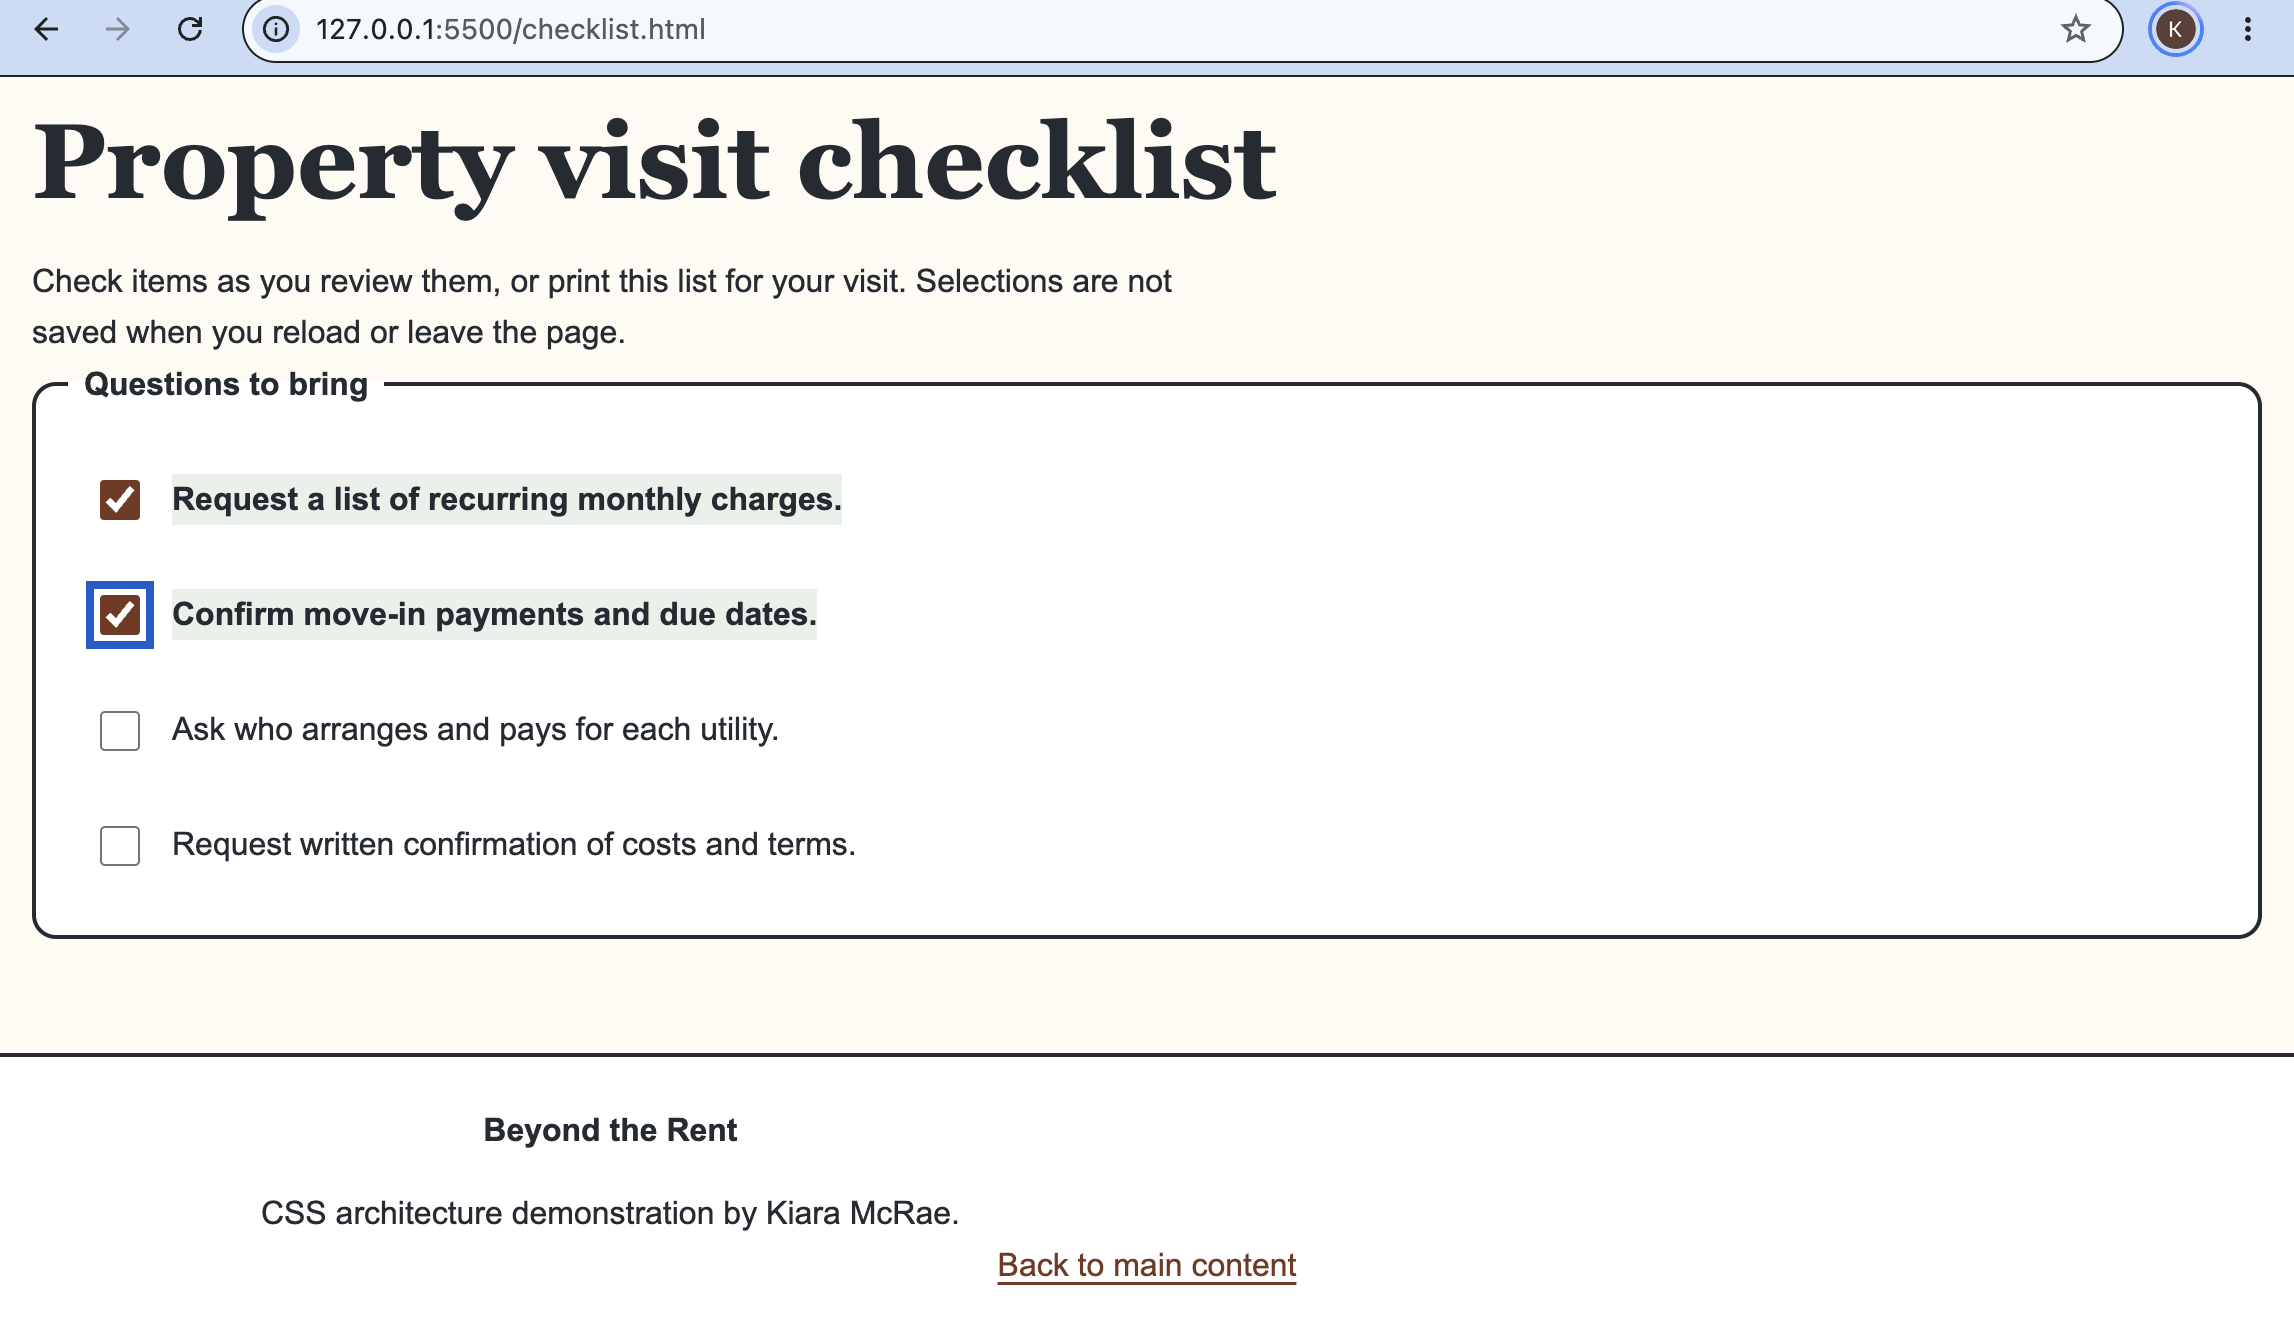 127.0.0.1:5500/checklist.html
K
Property visit checklist
Check items as you review them, or print this list for your visit. Selections are not
saved when you reload or leave the page.
Questions to bring
Request a list of recurring monthly charges.
Confirm move-in payments and due dates.
Ask who arranges and pays for each utility.
Request written confirmation of costs and terms.
Beyond the Rent
CSS architecture demonstration by Kiara McRae.
Back to main content